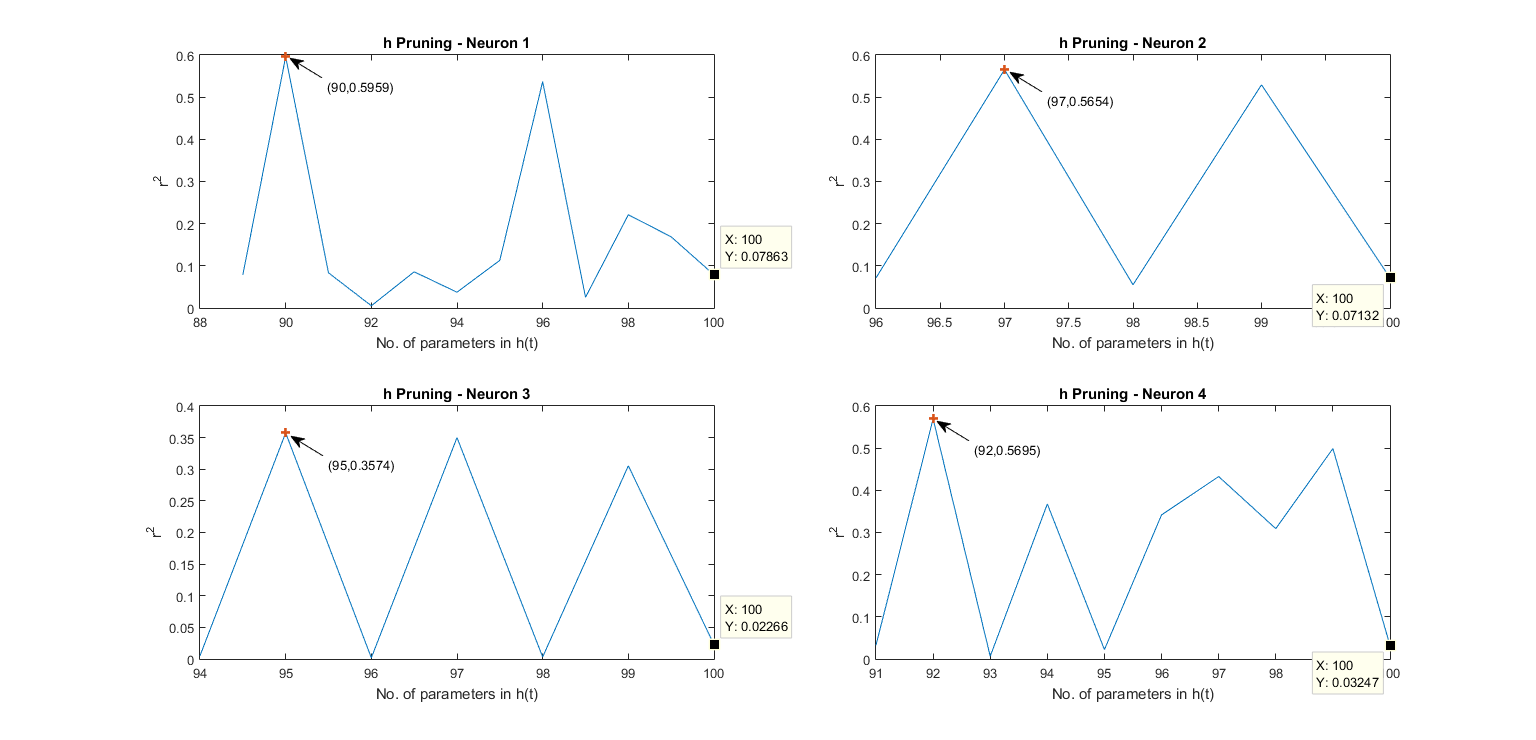 h Pruning - Neuron 1
0.6
0.5
0.4
0.3
0.2
0.1
0
r2
(90,0.5959)
X: 100
Y: 0.07863
88 90 92 94 96 98 100
No. of parameters in h(t)
h Pruning - Neuron 2
0.6
0.5
0.4
0.3
0.2
0.1
0
r2
(97,0.5654)
X: 100
Y: 0.07132
96 96.5 97 97.5 98 98.5 99 00
No. of parameters in h(t)
h Pruning - Neuron 3
0.4
0.35
0.3
0.25
0.2
0.15
0.1
0.05
0
r2
(95,0.3574)
X: 100
Y: 0.02266
94 95 96 97 98 99 100
No. of parameters in h(t)
h Pruning - Neuron 4
0.6
0.5
0.4
0.3
0.2
0.1
0
r2
(92,0.5695)
X: 100
Y: 0.03247
91 92 93 94 95 96 97 98 00
No. of parameters in h(t)